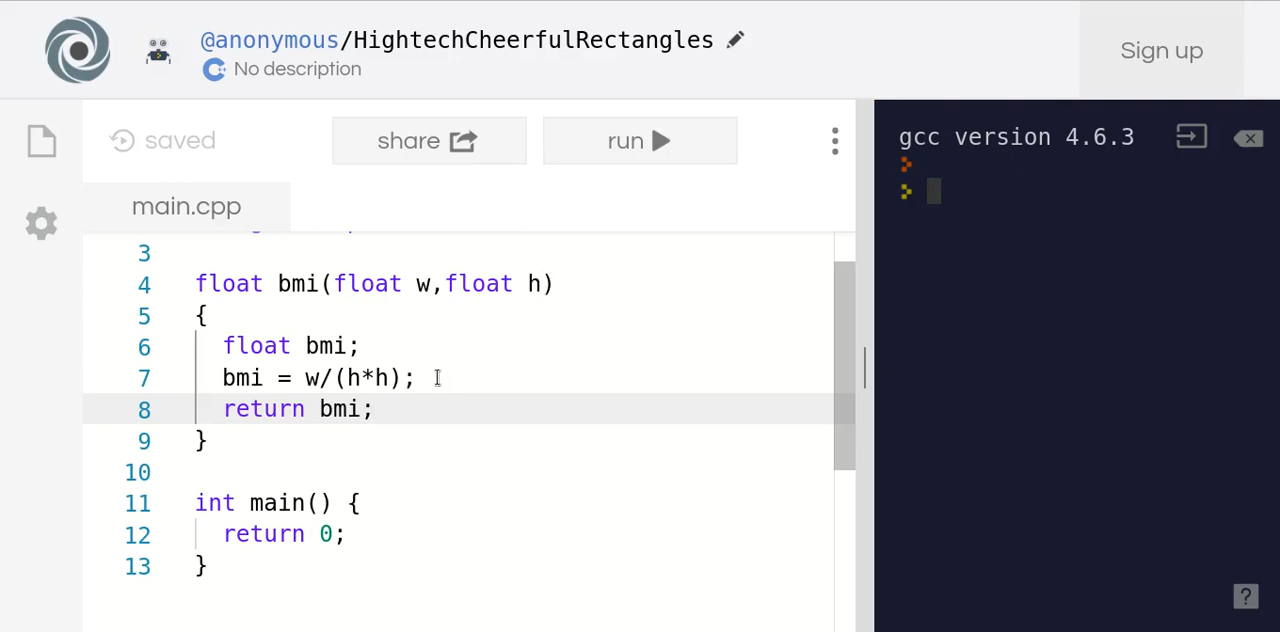 @anonymous/HightechCheerfulRectangles
No description
Sign up
saved
share
run
main.cpp
gcc version 4.6.3
3
4 float bmi(float w,float h)
5 {
6 float bmi;
7 bmi = w/(h*h);
8 return bmi;
9 }
10
11 int main() {
12 return 0;
13 }
?